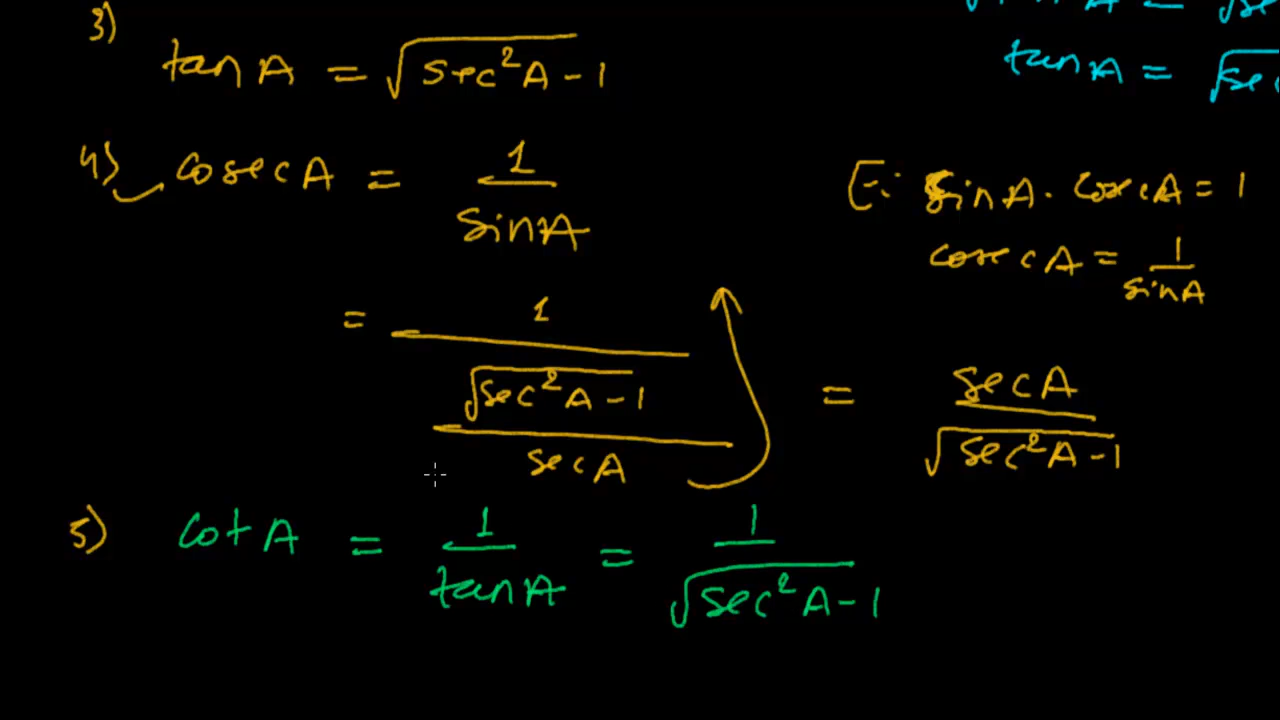 3)
tan A = √sec²A - 1
tan A =
4) cosec A = 1/sin A
[∵ sin A . cosec A = 1
cosec A = 1/sin A
= 1/(√sec²A - 1/sec A) = sec A/√sec²A - 1
5) cot A = 1/tan A = 1/√sec²A - 1